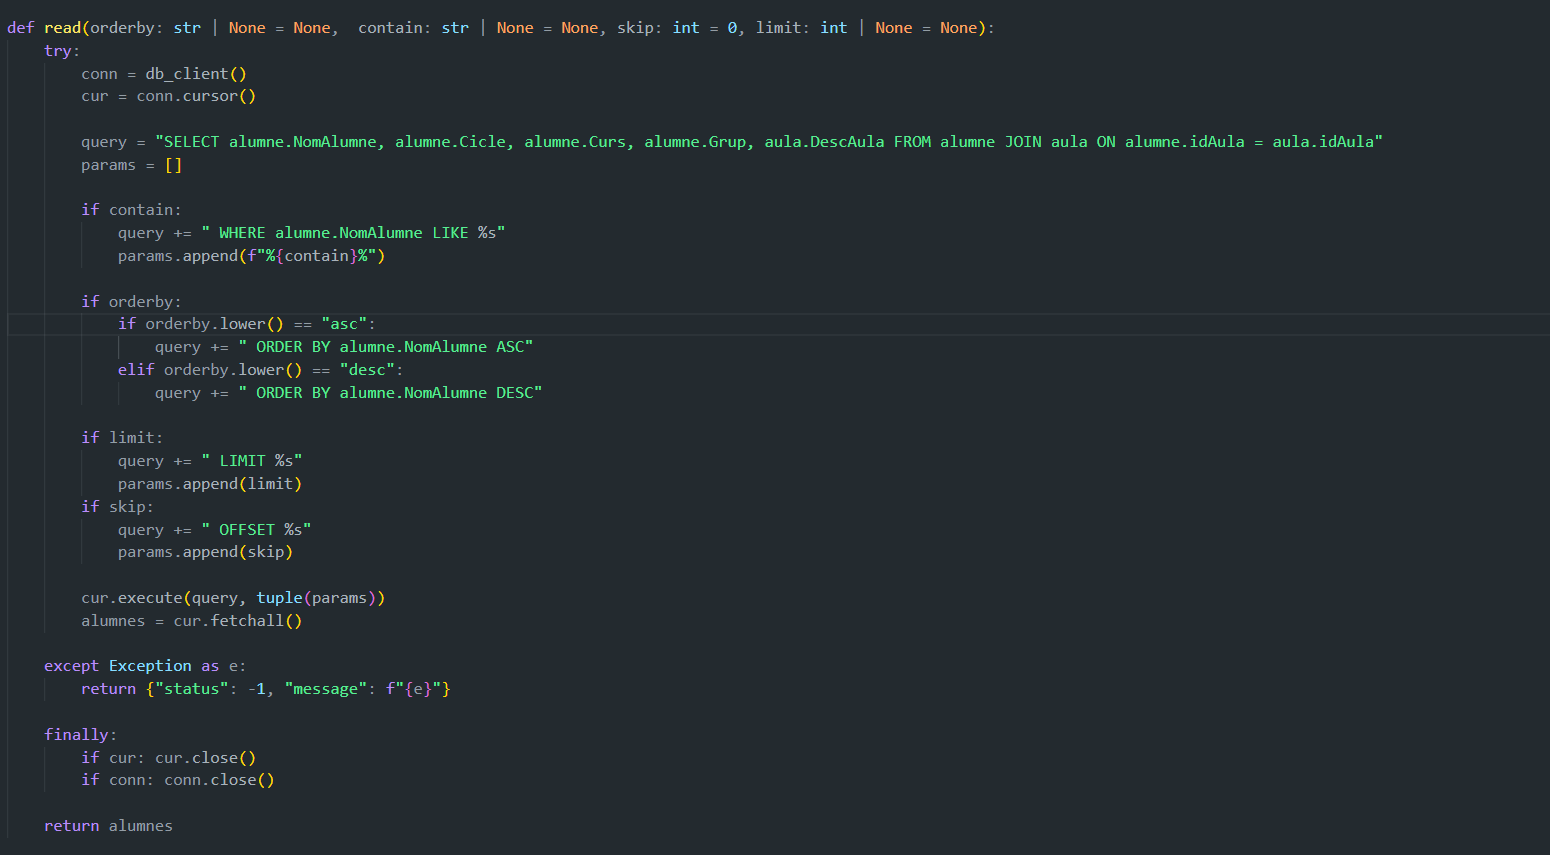 def read(orderby: str | None = None,  contain: str | None = None, skip: int = 0, limit: int | None = None):
    try:
        conn = db_client()
        cur = conn.cursor()

        query = "SELECT alumne.NomAlumne, alumne.Cicle, alumne.Curs, alumne.Grup, aula.DescAula FROM alumne JOIN aula ON alumne.idAula = aula.idAula"
        params = []

        if contain:
            query += " WHERE alumne.NomAlumne LIKE %s"
            params.append(f"%{contain}%")

        if orderby:
            if orderby.lower() == "asc":
                query += " ORDER BY alumne.NomAlumne ASC"
            elif orderby.lower() == "desc":
                query += " ORDER BY alumne.NomAlumne DESC"

        if limit:
            query += " LIMIT %s"
            params.append(limit)
        if skip:
            query += " OFFSET %s"
            params.append(skip)

        cur.execute(query, tuple(params))
        alumnes = cur.fetchall()

    except Exception as e:
        return {"status": -1, "message": f"{e}"}

    finally:
        if cur: cur.close()
        if conn: conn.close()

    return alumnes